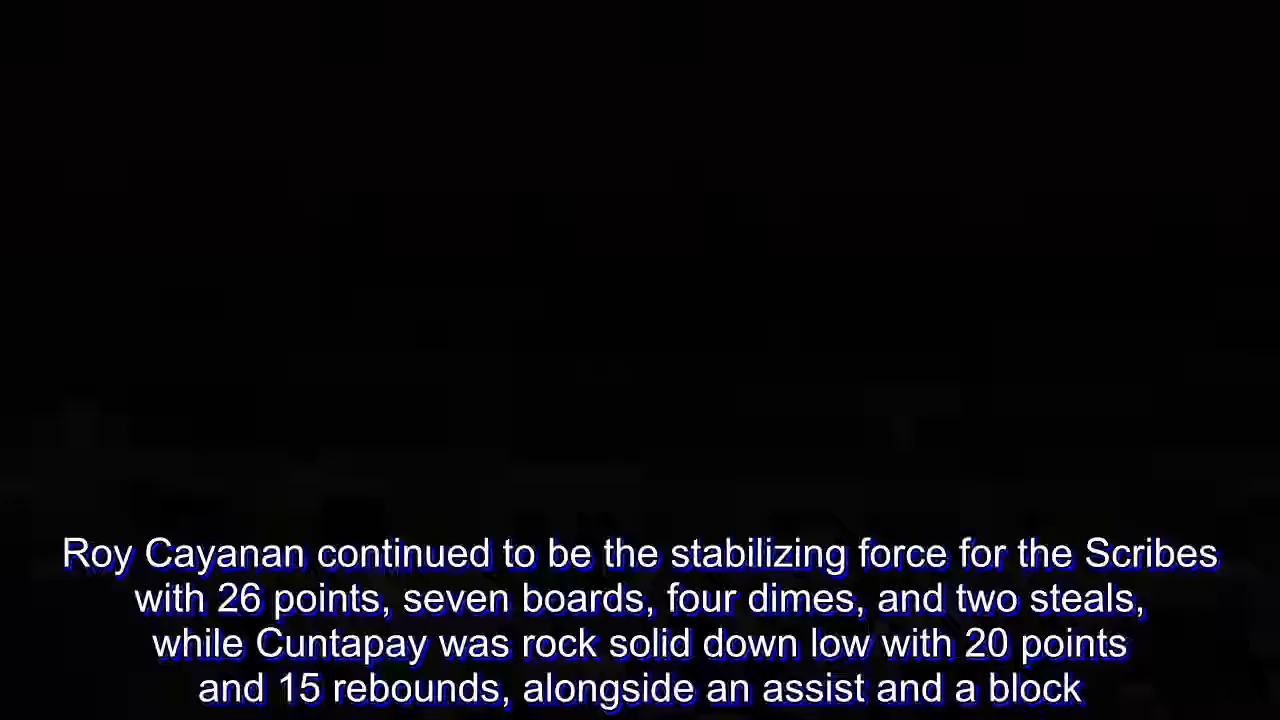 Roy Cayanan continued to be the stabilizing force for the Scribes
with 26 points, seven boards, four dimes, and two steals,
while Cuntapay was rock solid down low with 20 points
and 15 rebounds, alongside an assist and a block